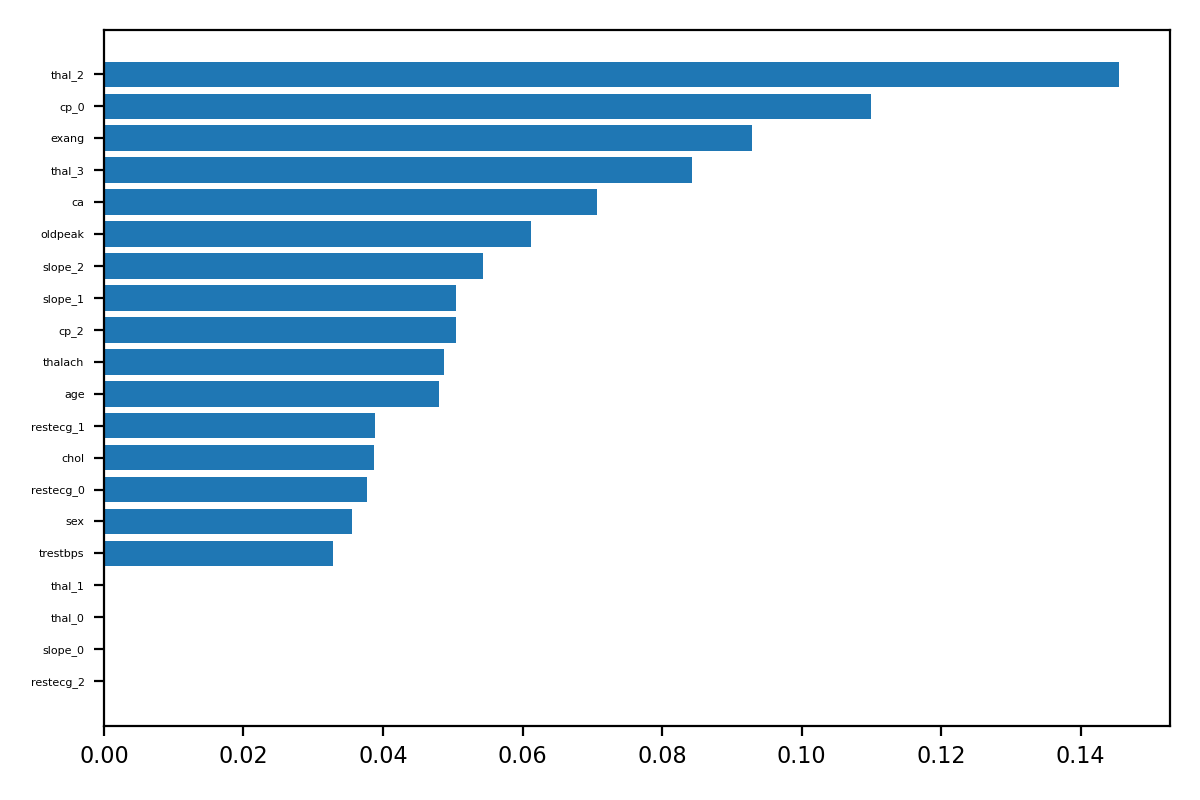 thal_2
cp_0
exang
thal_3
ca
oldpeak
slope_2
slope_1
cp_2
thalach
age
restecg_1
chol
restecg_0
sex
trestbps
thal_1
thal_0
slope_0
restecg_2
0.00 0.02 0.04 0.06 0.08 0.10 0.12 0.14